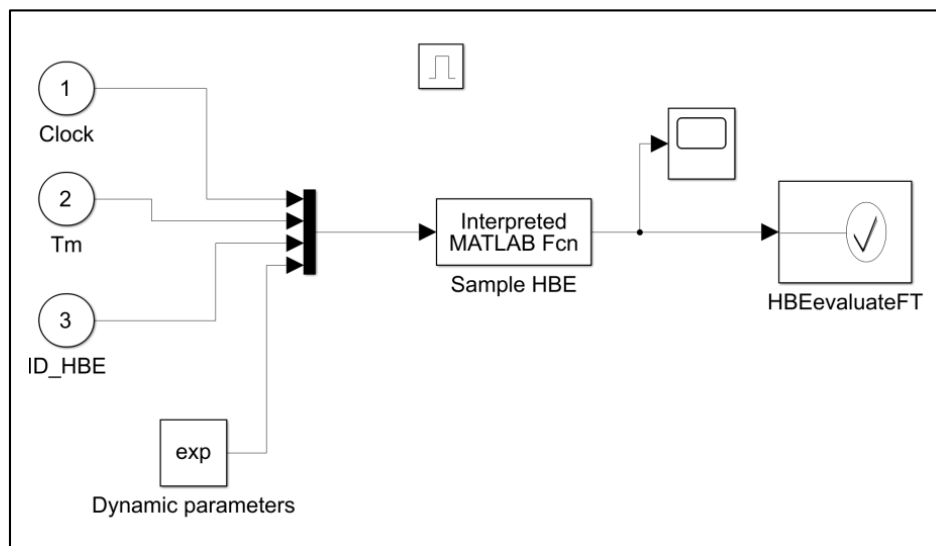 1
Clock
2
Tm
3
ID_HBE
exp
Dynamic parameters
Interpreted
MATLAB Fcn
Sample HBE
HBEevaluateFT